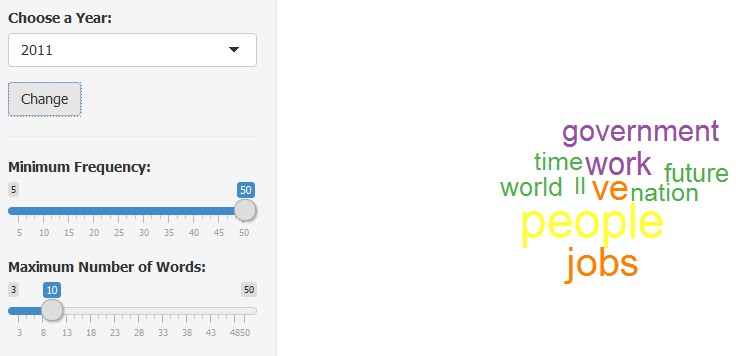 Choose a Year:
2011
Change
Minimum Frequency:
5 50
5 10 15 20 25 30 35 40 45 50
Maximum Number of Words:
3 10 50
3 8 13 18 23 28 33 38 43 4850
government
time work future
world ll ve nation
people
jobs